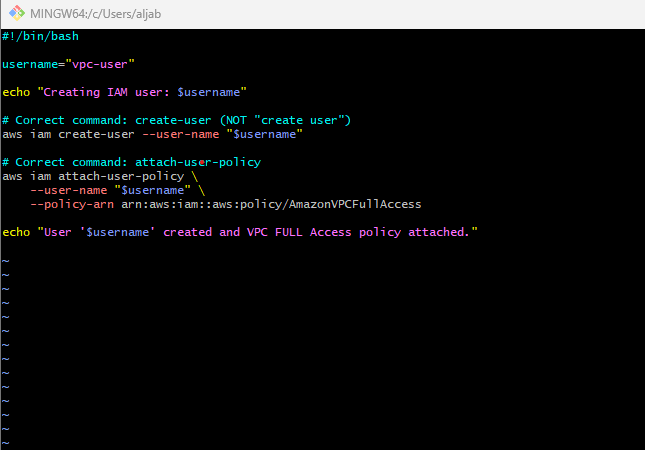 MINGW64:/c/Users/aljab
#!/bin/bash
username="vpc-user"
echo "Creating IAM user: $username"
# Correct command: create-user (NOT "create user")
aws iam create-user --user-name "$username"
# Correct command: attach-user-policy
aws iam attach-user-policy \
    --user-name "$username" \
    --policy-arn arn:aws:iam::aws:policy/AmazonVPCFullAccess
echo "User '$username' created and VPC FULL Access policy attached."
~
~
~
~
~
~
~
~
~
~
~
~
~
~